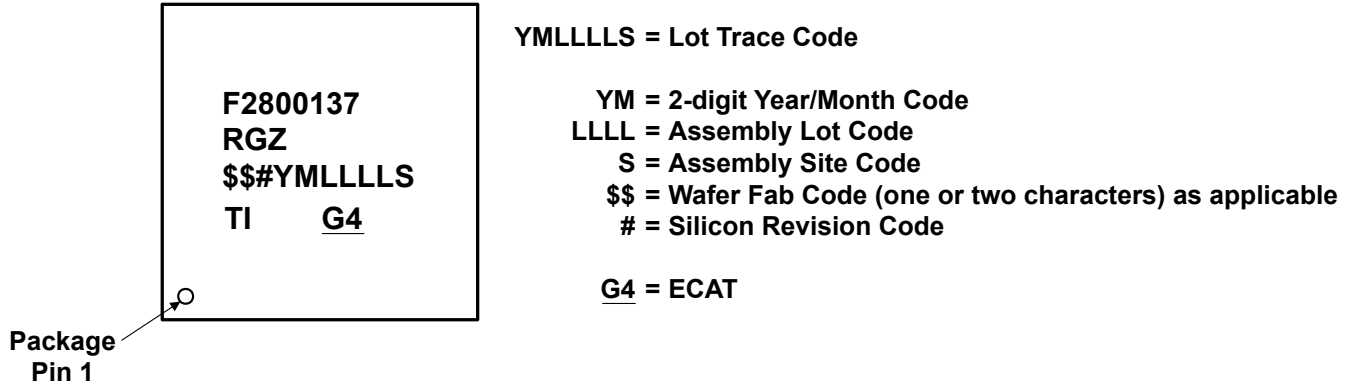 F2800137
RGZ
$$#YMLLLLS
TI G4
Package
Pin 1
YMLLLLS = Lot Trace Code
YM = 2-digit Year/Month Code
LLLL = Assembly Lot Code
S = Assembly Site Code
$$ = Wafer Fab Code (one or two characters) as applicable
# = Silicon Revision Code
G4 = ECAT